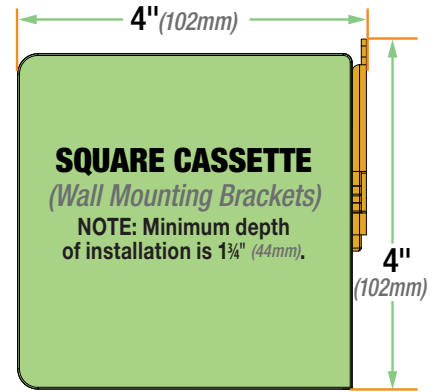 4" (102mm)
SQUARE CASSETTE
(Wall Mounting Brackets)
NOTE: Minimum depth
of installation is 1¾" (44mm).
4"
(102mm)